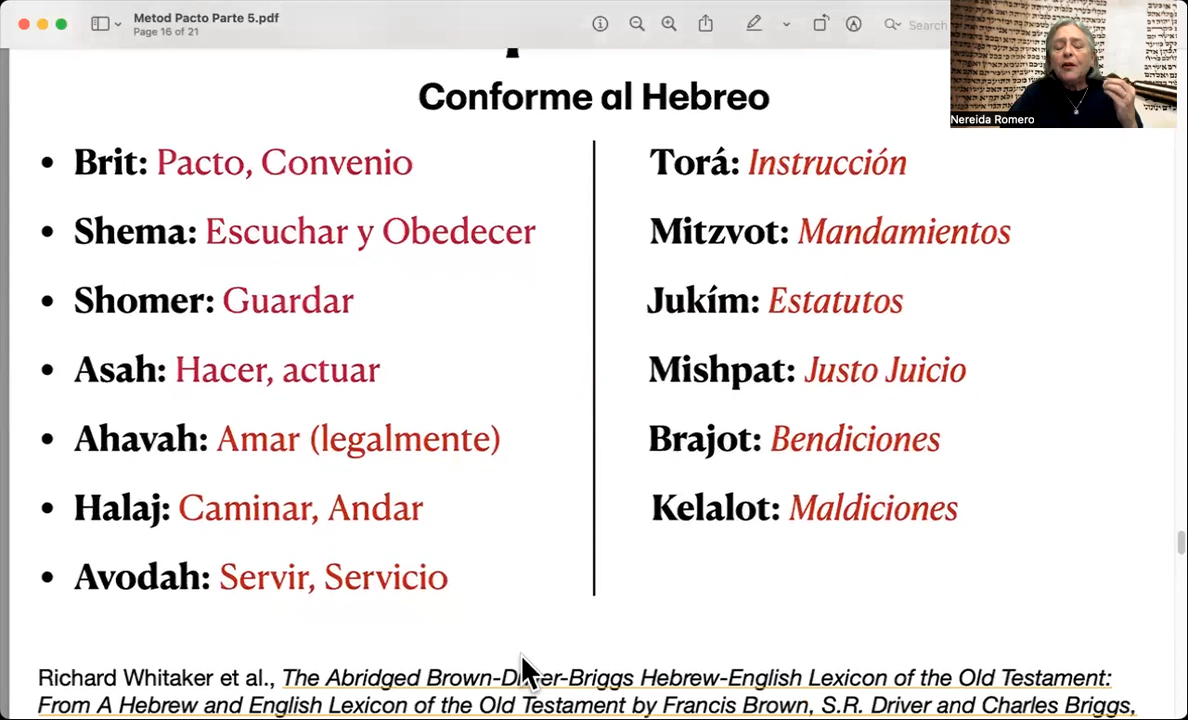 Metod Pacto Parte 5.pdf
Page 16 of 21
Search
Nereida Romero
Conforme al Hebreo
• Brit: Pacto, Convenio
• Shema: Escuchar y Obedecer
• Shomer: Guardar
• Asah: Hacer, actuar
• Ahavah: Amar (legalmente)
• Halaj: Caminar, Andar
• Avodah: Servir, Servicio
Torá: Instrucción
Mitzvot: Mandamientos
Jukím: Estatutos
Mishpat: Justo Juicio
Brajot: Bendiciones
Kelalot: Maldiciones
Richard Whitaker et al., The Abridged Brown-Driver-Briggs Hebrew-English Lexicon of the Old Testament:
From A Hebrew and English Lexicon of the Old Testament by Francis Brown, S.R. Driver and Charles Briggs,